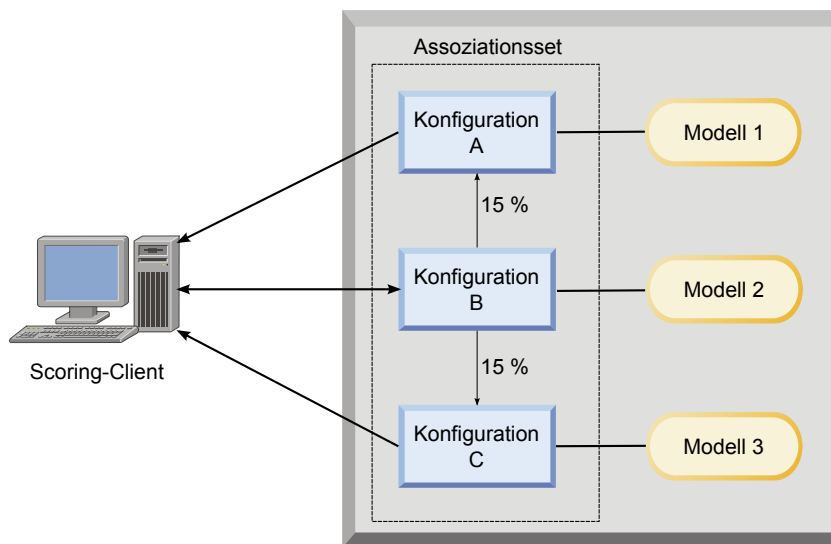 Assoziationsset
Konfiguration
A
Modell 1
15 %
Konfiguration
B
Modell 2
Scoring-Client
15 %
Konfiguration
C
Modell 3